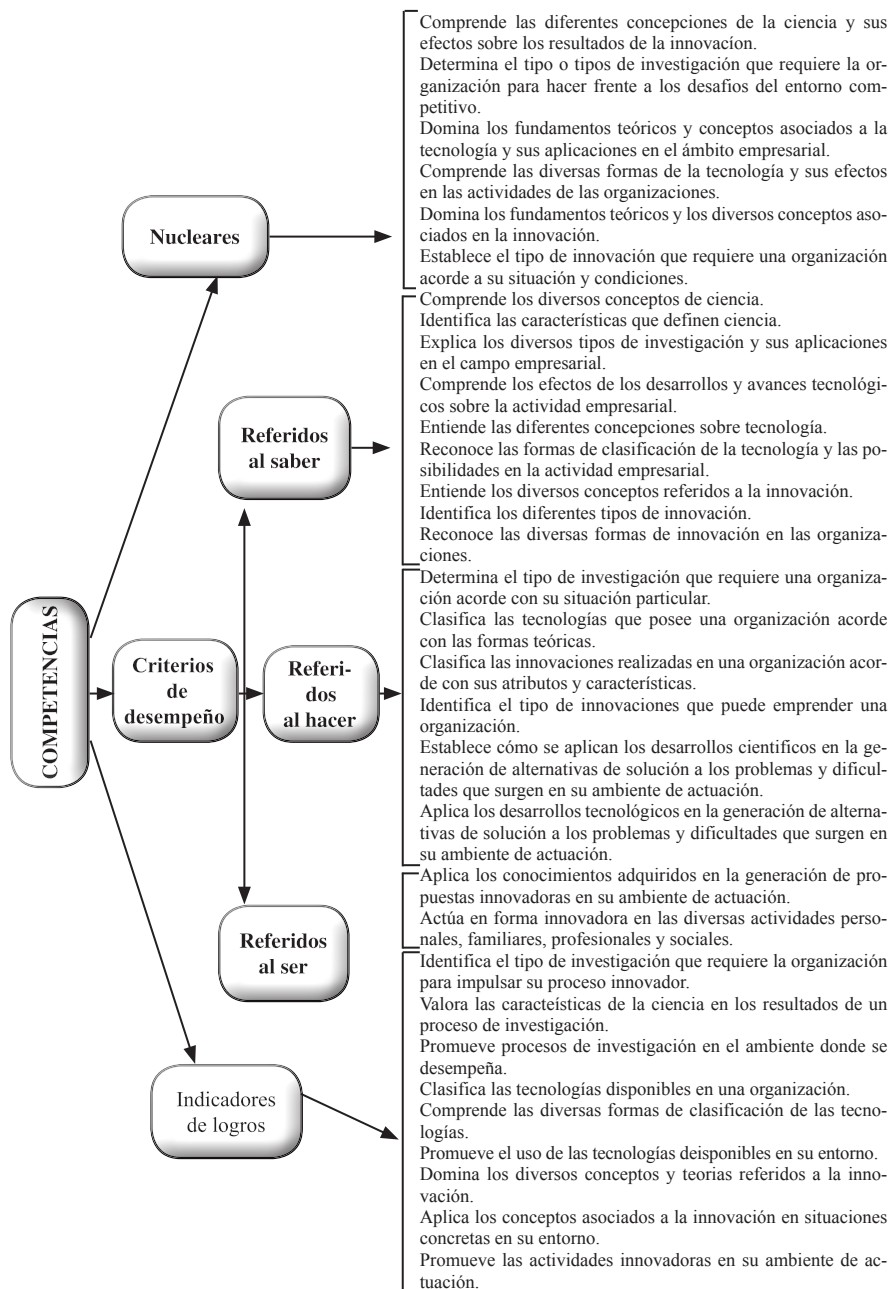 Comprende las diferentes concepciones de la ciencia y sus
efectos sobre los resultados de la innovacíon.
Determina el tipo o tipos de investigación que requiere la or-
ganización para hacer frente a los desafíos del entorno com-
petitivo.
Domina los fundamentos teóricos y conceptos asociados a la
tecnología y sus aplicaciones en el ámbito empresarial.
Comprende las diversas formas de la tecnología y sus efectos
en las actividades de las organizaciones.
Domina los fundamentos teóricos y los diversos conceptos aso-
ciados en la innovación.
Establece el tipo de innovación que requiere una organización
acorde a su situación y condiciones.
Nucleares
Comprende los diversos conceptos de ciencia.
Identifica las características que definen ciencia.
Explica los diversos tipos de investigación y sus aplicaciones
en el campo empresarial.
Comprende los efectos de los desarrollos y avances tecnológi-
cos sobre la actividad empresarial.
Entiende las diferentes concepciones sobre tecnología.
Reconoce las formas de clasificación de la tecnología y las po-
sibilidades en la actividad empresarial.
Entiende los diversos conceptos referidos a la innovación.
Identifica los diferentes tipos de innovación.
Reconoce las diversas formas de innovación en las organiza-
ciones.
Referidos
al saber
COMPETENCIAS
Criterios
de
desempeño
Referi-
dos
al hacer
Determina el tipo de investigación que requiere una organiza-
ción acorde con su situación particular.
Clasifica las tecnologías que posee una organización acorde
con las formas teóricas.
Clasifica las innovaciones realizadas en una organización acor-
de con sus atributos y características.
Identifica el tipo de innovaciones que puede emprender una
organización.
Establece cómo se aplican los desarrollos cientificos en la ge-
neración de alternativas de solución a los problemas y dificul-
tades que surgen en su ambiente de actuación.
Aplica los desarrollos tecnológicos en la generación de alterna-
tivas de solución a los problemas y dificultades que surgen en
su ambiente de actuación.
Referidos
al ser
Aplica los conocimientos adquiridos en la generación de pro-
puestas innovadoras en su ambiente de actuación.
Actúa en forma innovadora en las diversas actividades perso-
nales, familiares, profesionales y sociales.
Indicadores
de logros
Identifica el tipo de investigación que requiere la organización
para impulsar su proceso innovador.
Valora las caracteísticas de la ciencia en los resultados de un
proceso de investigación.
Promueve procesos de investigación en el ambiente donde se
desempeña.
Clasifica las tecnologías disponibles en una organización.
Comprende las diversas formas de clasificación de las tecno-
logías.
Promueve el uso de las tecnologías deisponibles en su entorno.
Domina los diversos conceptos y teorias referidos a la inno-
vación.
Aplica los conceptos asociados a la innovación en situaciones
concretas en su entorno.
Promueve las actividades innovadoras en su ambiente de ac-
tuación.